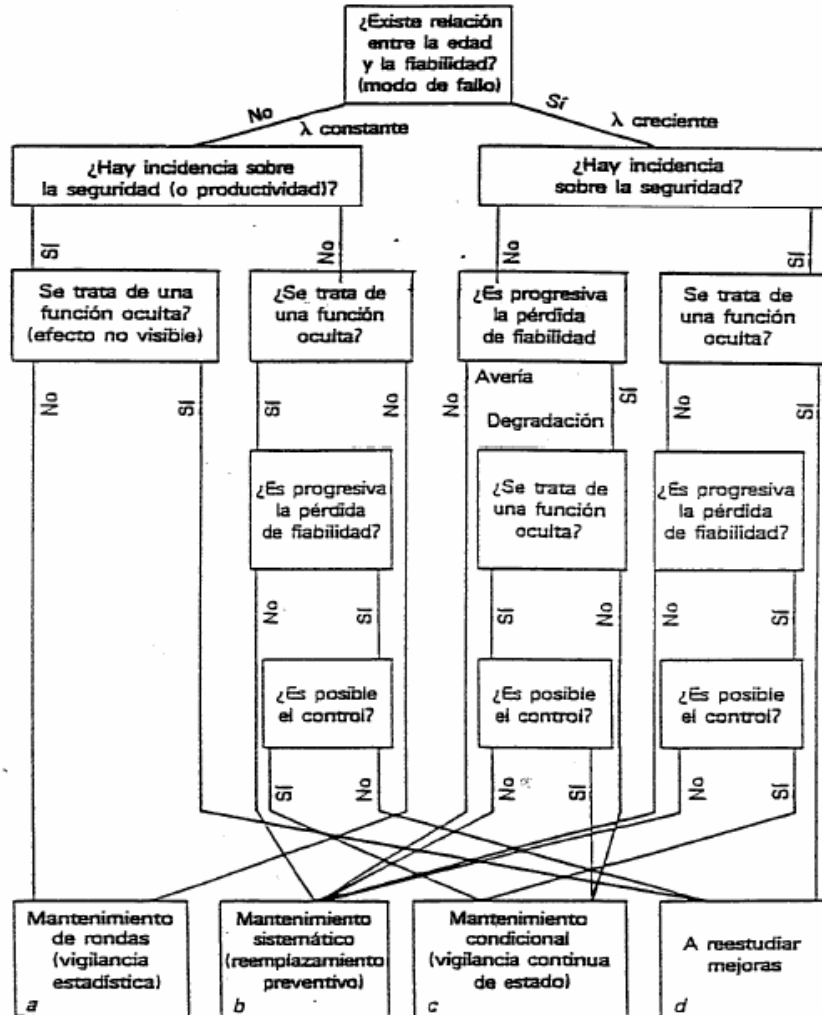 ¿Existe relación
entre la edad
y la fiabilidad?
(modo de fallo)
No
λ constante
Sí
λ creciente
¿Hay incidencia sobre
la seguridad (o productividad)?
¿Hay incidencia
sobre la seguridad?
Sí
No
No
Sí
Se trata de una
función oculta?
(efecto no visible)
¿Se trata de
una función
oculta?
¿Es progresiva
la pérdida
de fiabilidad
Se trata de
una función
oculta?
No
Sí
Sí
No
No
Avería
Degradación
Sí
No
Sí
¿Es progresiva
la pérdida
de fiabilidad?
¿Se trata de
una función
oculta?
¿Es progresiva
la pérdida
de fiabilidad?
No
Sí
Sí
No
No
Sí
¿Es posible
el control?
¿Es posible
el control?
¿Es posible
el control?
Sí
No
No
Sí
No
Sí
Mantenimiento
de rondas
(vigilancia
estadística)
a
Mantenimiento
sistemático
(reemplazamiento
preventivo)
b
Mantenimiento
condicional
(vigilancia continua
de estado)
c
A reestudiar
mejoras
d